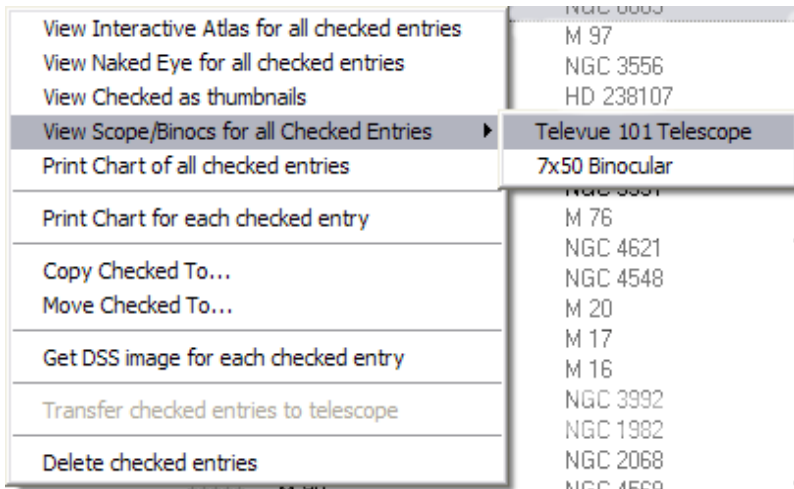 View Interactive Atlas for all checked entries
View Naked Eye for all checked entries
View Checked as thumbnails
View Scope/Binocs for all Checked Entries
Print Chart of all checked entries
Print Chart for each checked entry
Copy Checked To...
Move Checked To...
Get DSS image for each checked entry
Transfer checked entries to telescope
Delete checked entries
Televue 101 Telescope
7x50 Binocular
M 97
NGC 3556
HD 238107
M 76
NGC 4621
NGC 4548
M 20
M 17
M 16
NGC 3992
NGC 1982
NGC 2068